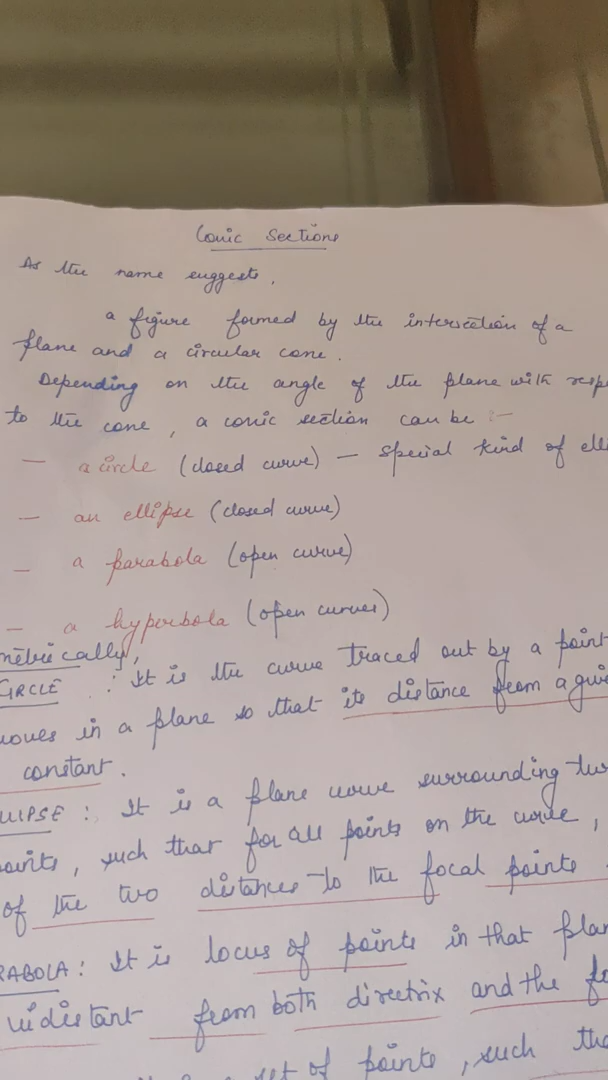 Conic Sections
As the name suggests,
a figure formed by the intersection of a
plane and a circular cone.
Depending on the angle of the plane with resp
to the cone, a conic section can be :-
— a circle (closed curve) — special kind of elli
— an ellipse (closed curve)
— a parabola (open curve)
— a hyperbola (open curves)
metrically,
CIRCLE : It is the curve traced out by a point
moves in a plane so that its distance from a give
constant.
LLIPSE : It is a plane curve surrounding tw
oints, such that for all points on the curve,
of the two distances to the focal points
RABOLA : It is locus of points in that plan
uidistant from both directrix and the fo
set of points, such tha